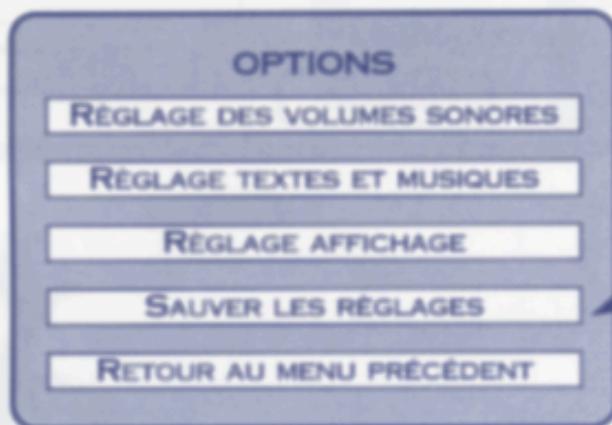 OPTIONS
RÉGLAGE DES VOLUMES SONORES
RÉGLAGE TEXTES ET MUSIQUES
RÉGLAGE AFFICHAGE
SAUVER LES RÉGLAGES
RETOUR AU MENU PRÉCÉDENT